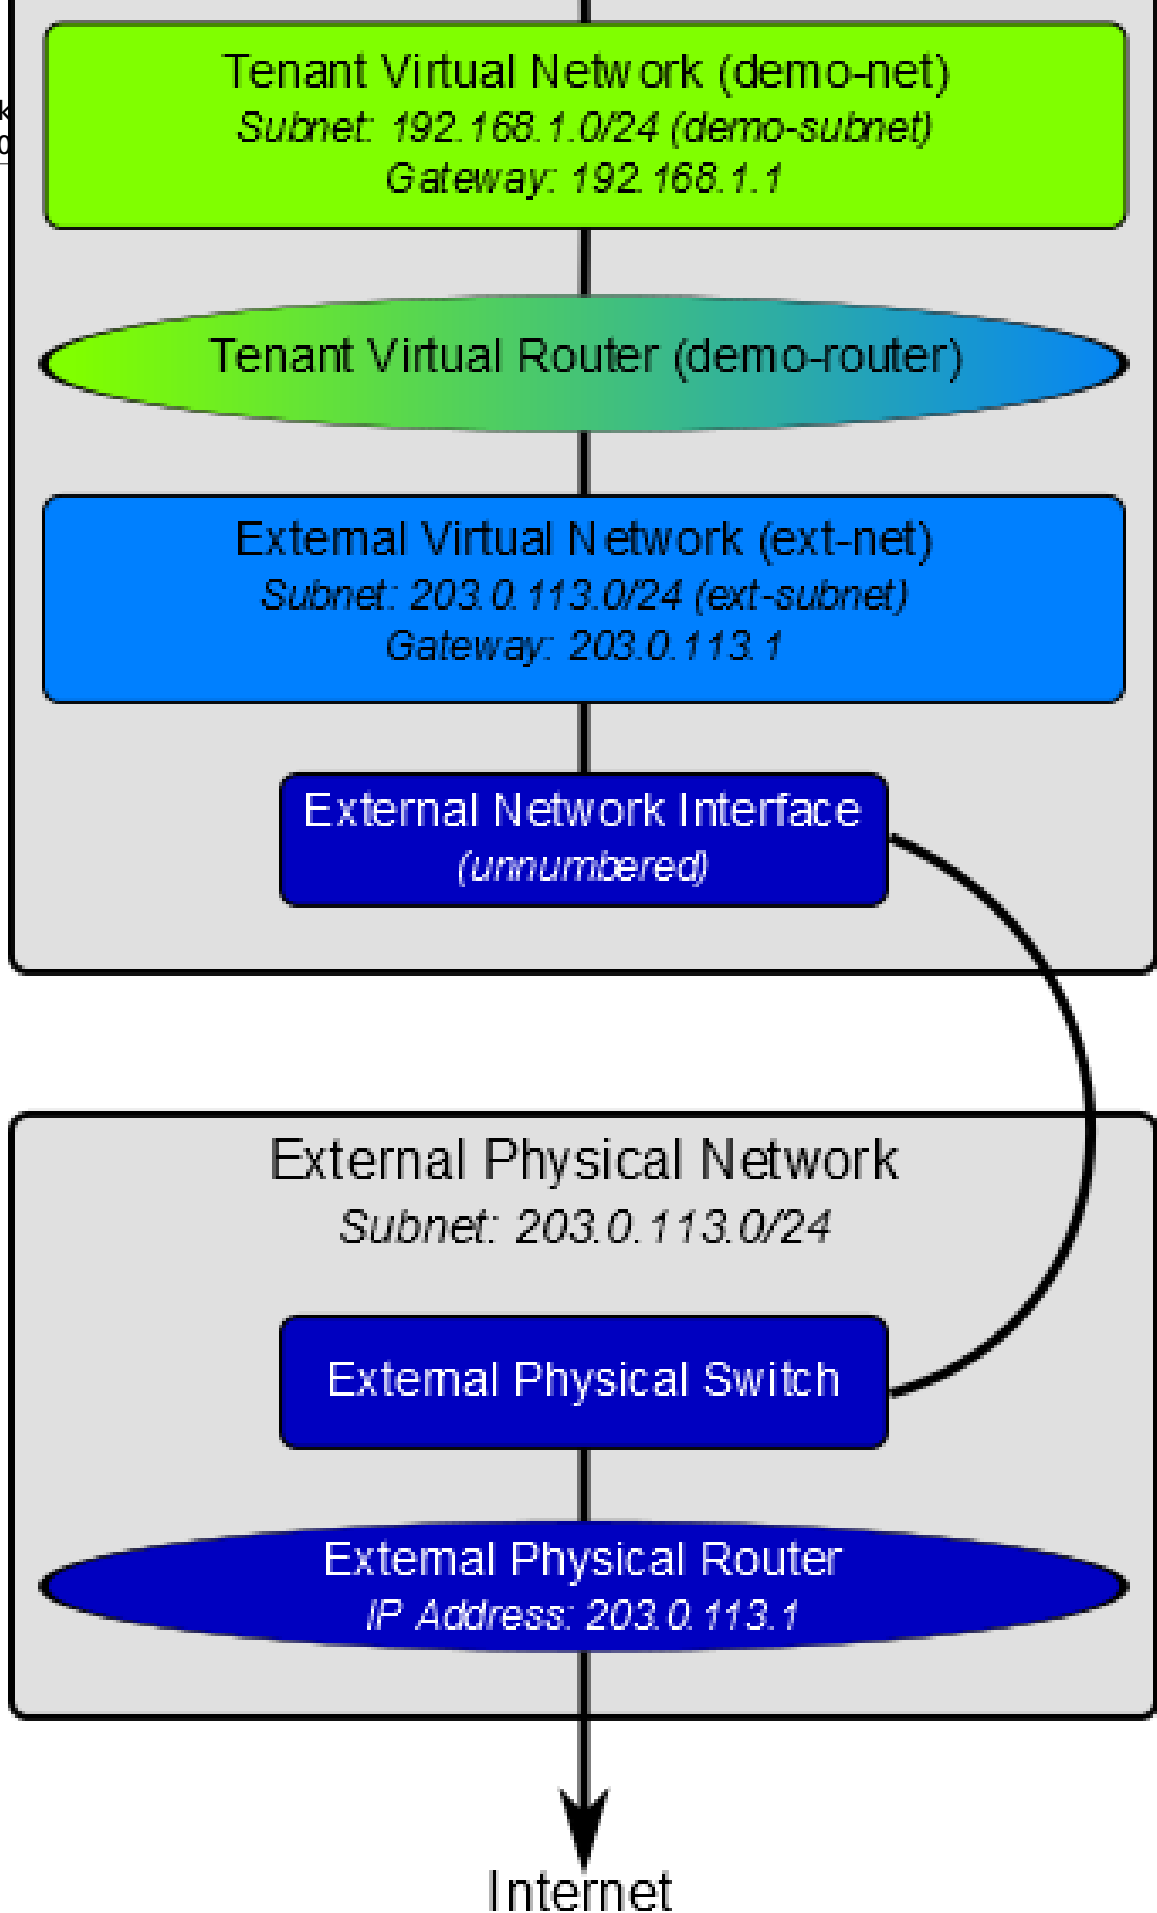 Tenant Virtual Network (demo-net)
Subnet: 192.168.1.0/24 (demo-subnet)
Gateway: 192.168.1.1
Tenant Virtual Router (demo-router)
External Virtual Network (ext-net)
Subnet: 203.0.113.0/24 (ext-subnet)
Gateway: 203.0.113.1
External Network Interface
(unnumbered)
External Physical Network
Subnet: 203.0.113.0/24
External Physical Switch
External Physical Router
IP Address: 203.0.113.1
Internet